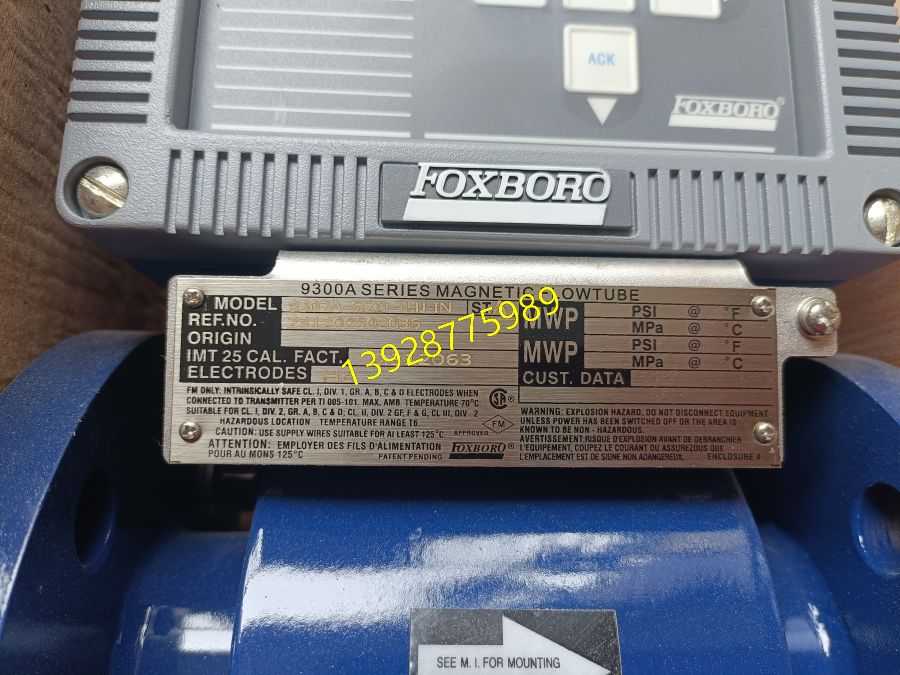 ACK
FOXBORO®
FOXBORO
9300A SERIES MAGNETIC FLOWTUBE
MODEL
REF.NO.
ORIGIN
IMT 25 CAL. FACT.
ELECTRODES
13928775989
MWP PSI @ °F
MPa @ °C
MWP PSI @ °F
MPa @ °C
CUST. DATA
FM ONLY: INTRINSICALLY SAFE CL. I, DIV. 1, GR. A, B, C & D ELECTRODES WHEN
CONNECTED TO TRANSMITTER PER TI 005-101. MAX. AMB. TEMPERATURE 70°C
SUITABLE FOR CL. I, DIV. 2, GR. A, B, C & D; CL. II, DIV. 2 GF, F & G, CL III, DIV 2
HAZARDOUS LOCATION TEMPERATURE RANGE T6.
CAUTION: USE SUPPLY WIRES SUITABLE FOR AI LEAST 125°C
ATTENTION: EMPLOYER DES FILS D'ALIMENTATION
POUR AU MONS 125°C
PATENT PENDING
SA
FM
APPROVED
FOXBORO®
WARNING: EXPLOSION HAZARD. DO NOT DISCONNECT EQUIPMENT
UNLESS POWER HAS BEEN SWITCHED OFF OR THE AREA IS
KNOWN TO BE NON - HAZARDOUS.
AVERTISSEMENT:RISQUE D'EXPLOSION AVANT DE DEBRANCHIER
L'EQUIPEMENT, COUPEZ LE COURANT OU ASSUREZOUS QUE
L'EMPLACEMENT EST DE SIGNE NON ADANGEREUX.
ENCLOSURE 4
SEE M. I. FOR MOUNTING